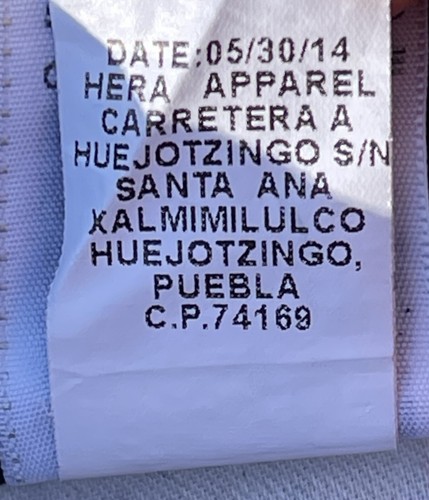 DATE:05/30/14
HERA APPAREL
CARRETERA A
HUEJOTZINGO S/N
SANTA ANA
XALMIMILULCO
HUEJOTZINGO,
PUEBLA
C.P.74169